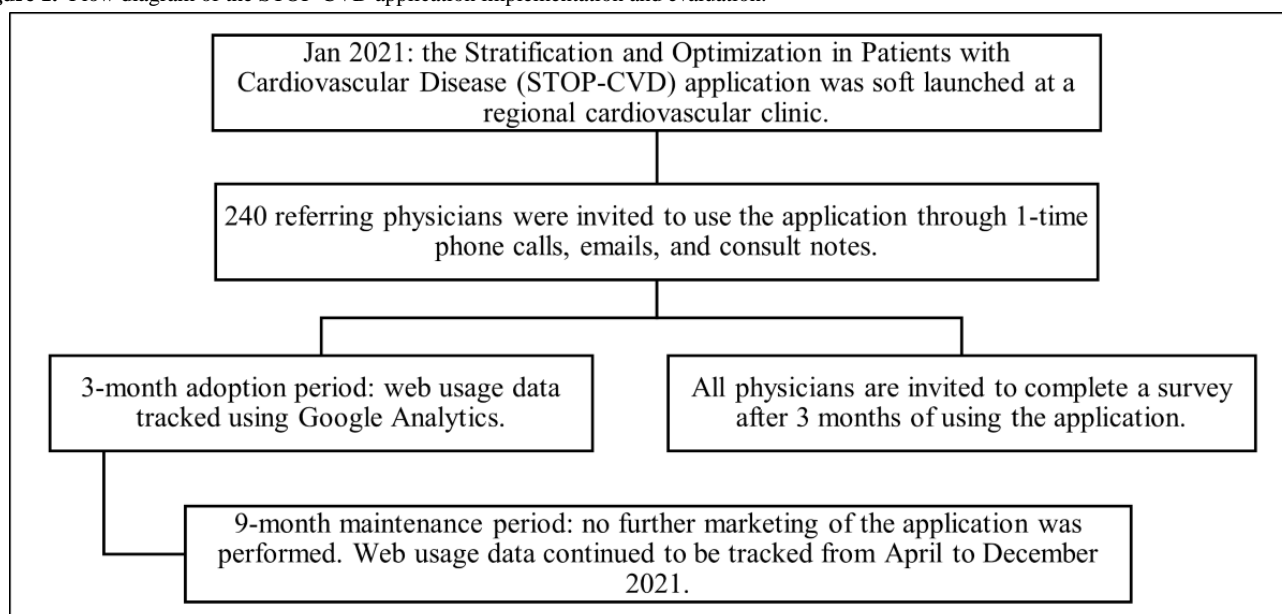 Jan 2021: the Stratification and Optimization in Patients with
Cardiovascular Disease (STOP-CVD) application was soft launched at a
regional cardiovascular clinic.
240 referring physicians were invited to use the application through 1-time
phone calls, emails, and consult notes.
3-month adoption period: web usage data
tracked using Google Analytics.
All physicians are invited to complete a survey
after 3 months of using the application.
9-month maintenance period: no further marketing of the application was
performed. Web usage data continued to be tracked from April to December
2021.